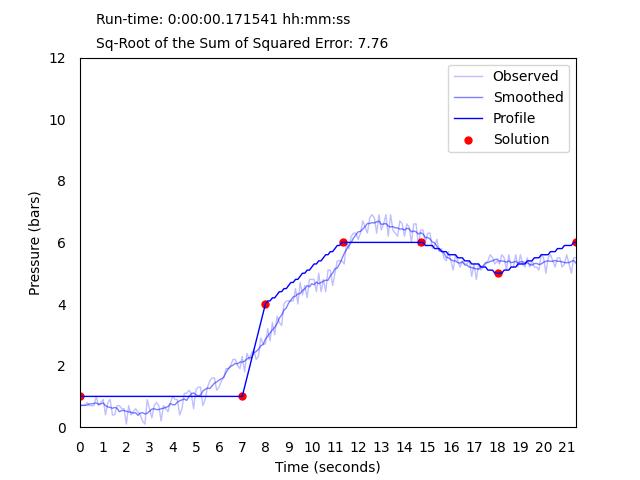 Run-time: 0:00:00.171541 hh:mm:ss
Sq-Root of the Sum of Squared Error: 7.76
Observed
Smoothed
Profile
Solution
12
10
8
6
4
2
0
Pressure (bars)
0 1 2 3 4 5 6 7 8 9 10 11 12 13 14 15 16 17 18 19 20 21
Time (seconds)